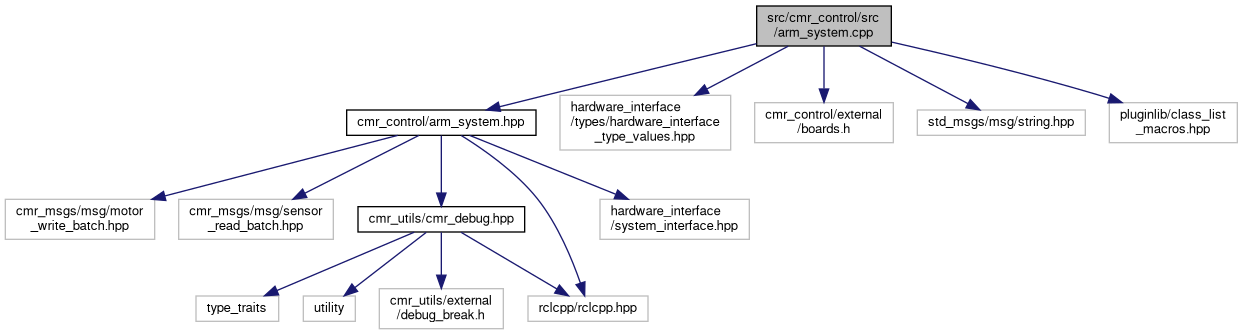 src/cmr_control/src
/arm_system.cpp
cmr_control/arm_system.hpp
hardware_interface
/types/hardware_interface
_type_values.hpp
cmr_control/external
/boards.h
std_msgs/msg/string.hpp
pluginlib/class_list
_macros.hpp
cmr_msgs/msg/motor
_write_batch.hpp
cmr_msgs/msg/sensor
_read_batch.hpp
cmr_utils/cmr_debug.hpp
hardware_interface
/system_interface.hpp
type_traits
utility
cmr_utils/external
/debug_break.h
rclcpp/rclcpp.hpp